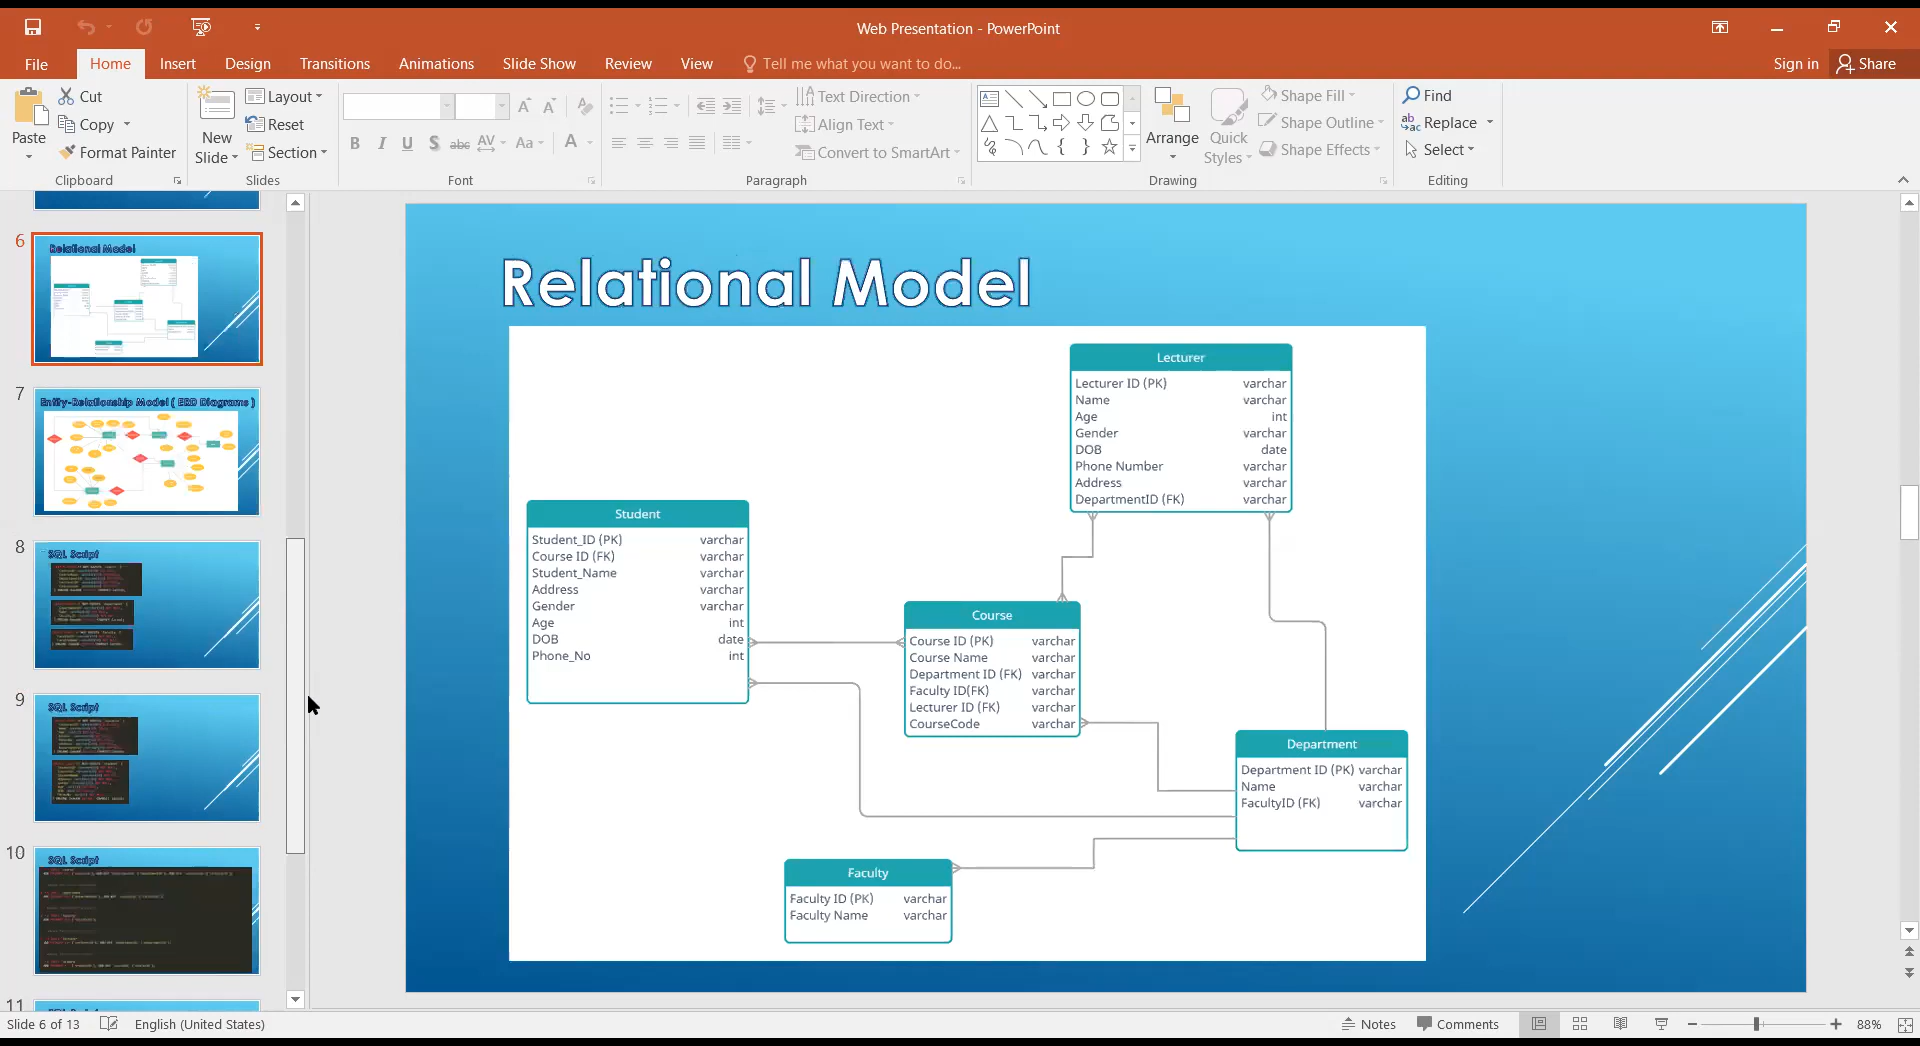 Web Presentation - PowerPoint
File Home Insert Design Transitions Animations Slide Show Review View Tell me what you want to do... Sign in Share
Paste
Cut
Copy
Format Painter
Clipboard
New Slide
Layout
Reset
Section
Slides
B I U S abc AV Aa A
Font
Text Direction
Align Text
Convert to SmartArt
Paragraph
Arrange
Quick Styles
Shape Fill
Shape Outline
Shape Effects
Drawing
Find
Replace
Select
Editing
6
Relational Model
7
Entity-Relationship Model ( ERD Diagrams )
8
SQL Script
9
SQL Script
10
SQL Script
11
Relational Model
Lecturer
Lecturer ID (PK) varchar
Name varchar
Age int
Gender varchar
DOB date
Phone Number varchar
Address varchar
DepartmentID (FK) varchar
Student
Student_ID (PK) varchar
Course ID (FK) varchar
Student_Name varchar
Address varchar
Gender varchar
Age int
DOB date
Phone_No int
Course
Course ID (PK) varchar
Course Name varchar
Department ID (FK) varchar
Faculty ID(FK) varchar
Lecturer ID (FK) varchar
CourseCode varchar
Department
Department ID (PK) varchar
Name varchar
FacultyID (FK) varchar
Faculty
Faculty ID (PK) varchar
Faculty Name varchar
Slide 6 of 13 English (United States) Notes Comments 88%